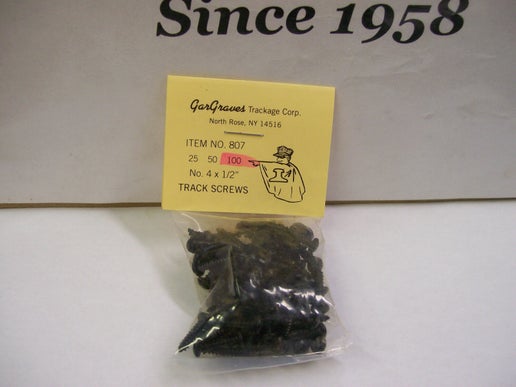 Since 1958
GarGraves Trackage Corp.
North Rose, NY 14516
ITEM NO. 807
25 50 100
No. 4 x 1/2"
TRACK SCREWS